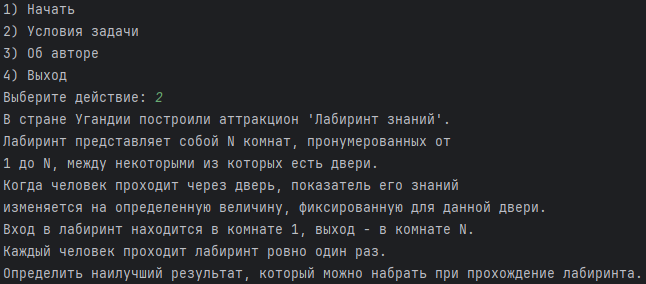 1) Начать
2) Условия задачи
3) Об авторе
4) Выход
Выберите действие: 2
В стране Угандии построили аттракцион 'Лабиринт знаний'.
Лабиринт представляет собой N комнат, пронумерованных от
1 до N, между некоторыми из которых есть двери.
Когда человек проходит через дверь, показатель его знаний
изменяется на определенную величину, фиксированную для данной двери.
Вход в лабиринт находится в комнате 1, выход - в комнате N.
Каждый человек проходит лабиринт ровно один раз.
Определить наилучший результат, который можно набрать при прохождение лабиринта.